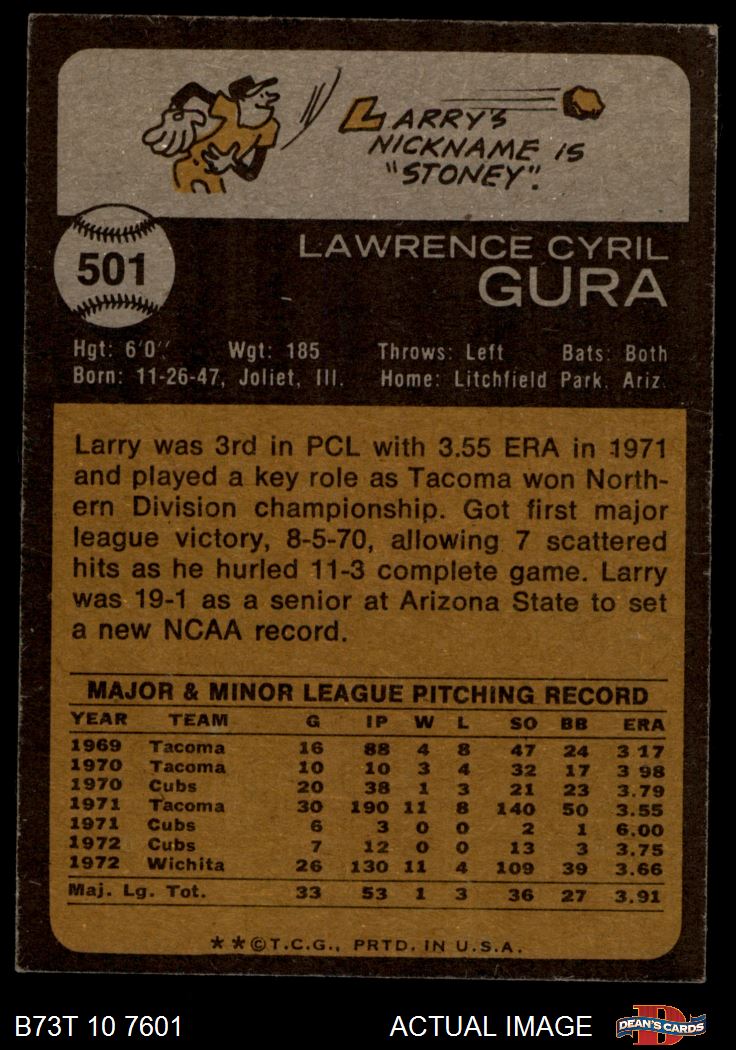 LARRY'S
NICKNAME IS
"STONEY".
501
LAWRENCE CYRIL
GURA
Hgt: 6'0" Wgt: 185 Throws: Left Bats: Both
Born: 11-26-47, Joliet, Ill. Home: Litchfield Park. Ariz.
Larry was 3rd in PCL with 3.55 ERA in 1971
and played a key role as Tacoma won North-
ern Division championship. Got first major
league victory, 8-5-70, allowing 7 scattered
hits as he hurled 11-3 complete game. Larry
was 19-1 as a senior at Arizona State to set
a new NCAA record.
MAJOR & MINOR LEAGUE PITCHING RECORD
YEAR TEAM G IP W L SO BB ERA
1969 Tacoma 16 88 4 8 47 24 3 17
1970 Tacoma 10 10 3 4 32 17 3 98
1970 Cubs 20 38 1 3 21 23 3.79
1971 Tacoma 30 190 11 8 140 50 3.55
1971 Cubs 6 3 0 0 2 1 6.00
1972 Cubs 7 12 0 0 13 3 3.75
1972 Wichita 26 130 11 4 109 39 3.66
Maj. Lg. Tot. 33 53 1 3 36 27 3.91
**©T.C.G., PRTD. IN U.S.A.
B73T 10 7601 ACTUAL IMAGE D DEAN'S CARDS